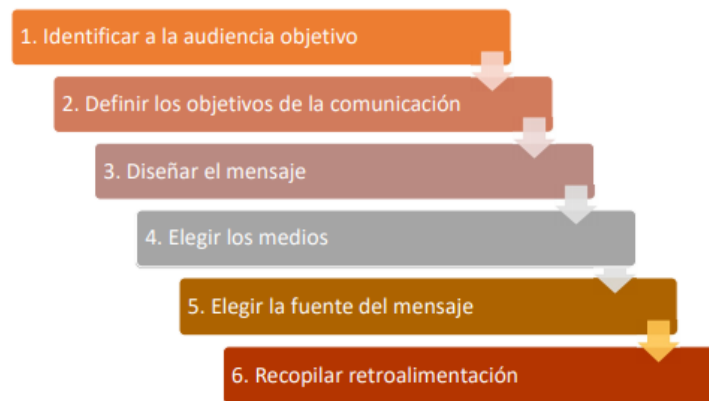 1. Identificar a la audiencia objetivo
2. Definir los objetivos de la comunicación
3. Diseñar el mensaje
4. Elegir los medios
5. Elegir la fuente del mensaje
6. Recopilar retroalimentación